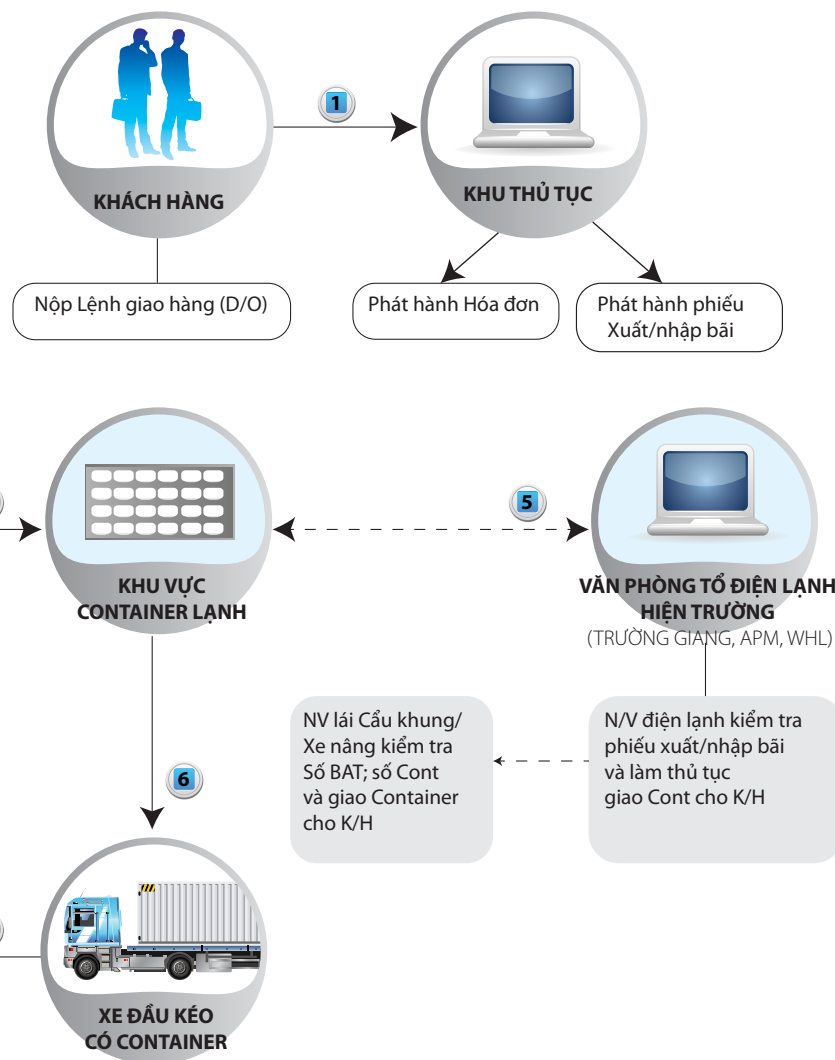 1
KHÁCH HÀNG
KHU THỦ TỤC
Nộp Lệnh giao hàng (D/O)
Phát hành Hóa đơn
Phát hành phiếu
Xuất/nhập bãi
5
KHU VỰC
CONTAINER LẠNH
VĂN PHÒNG TỔ ĐIỆN LẠNH
HIỆN TRƯỜNG
(TRƯỜNG GIANG, APM, WHL)
NV lái Cẩu khung/
Xe nâng kiểm tra
Số BAT; số Cont
và giao Container
cho K/H
N/V điện lạnh kiểm tra
phiếu xuất/nhập bãi
và làm thủ tục
giao Cont cho K/H
6
XE ĐẦU KÉO
CÓ CONTAINER